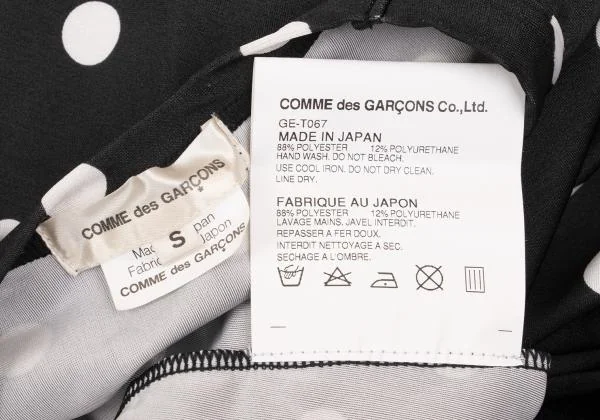 COMME des GARÇONS
S
Made
Japan
COMME des GARÇONS
COMME des GARÇONS Co.,Ltd.
GE-T067
MADE IN JAPAN
88% POLYESTER 12% POLYURETHANE
HAND WASH. DO NOT BLEACH.
USE COOL IRON. DO NOT DRY CLEAN.
LINE DRY.
FABRIQUE AU JAPON
88% POLYESTER 12% POLYURETHANE
LAVAGE MAINS. JAVEL INTERDIT.
REPASSER A FER DOUX.
INTERDIT NETTOYAGE A SEC.
SECHAGE A L'OMBRE.